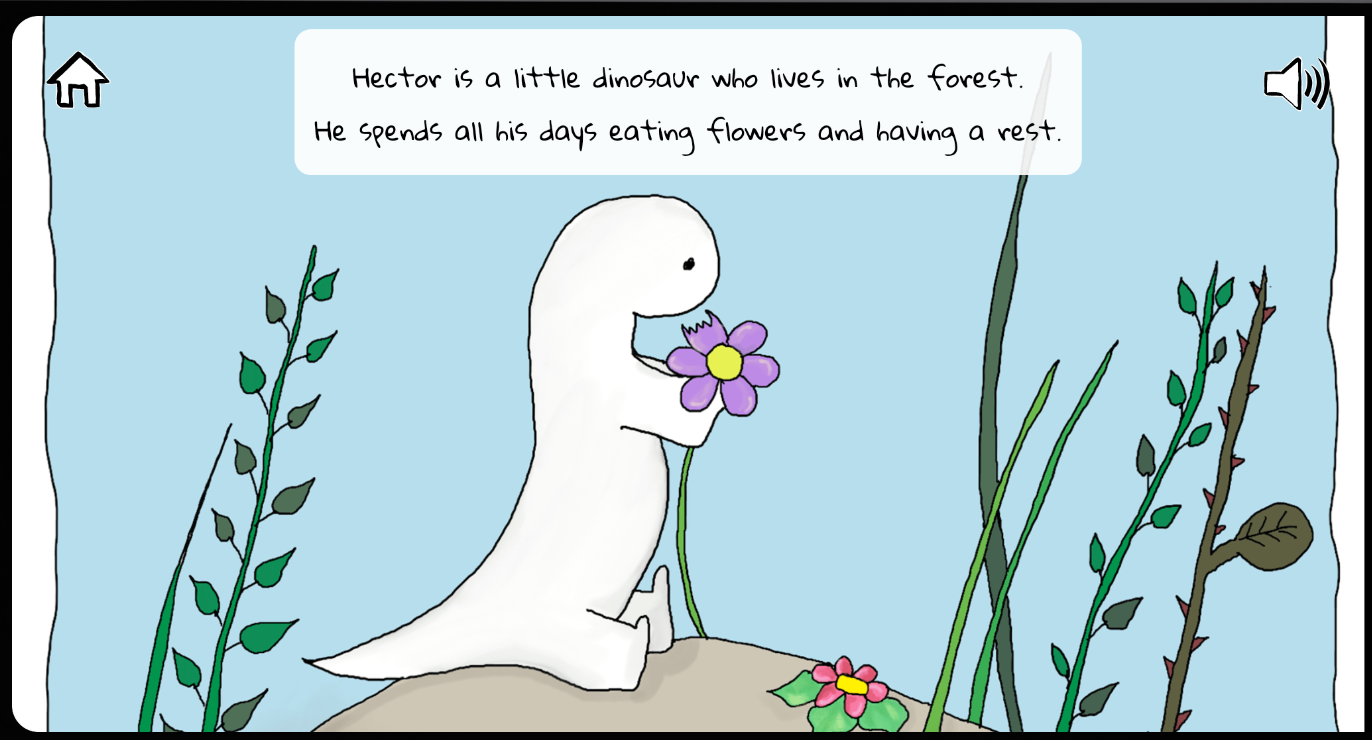 Hector is a little dinosaur who lives in the forest.
He spends all his days eating flowers and having a rest.